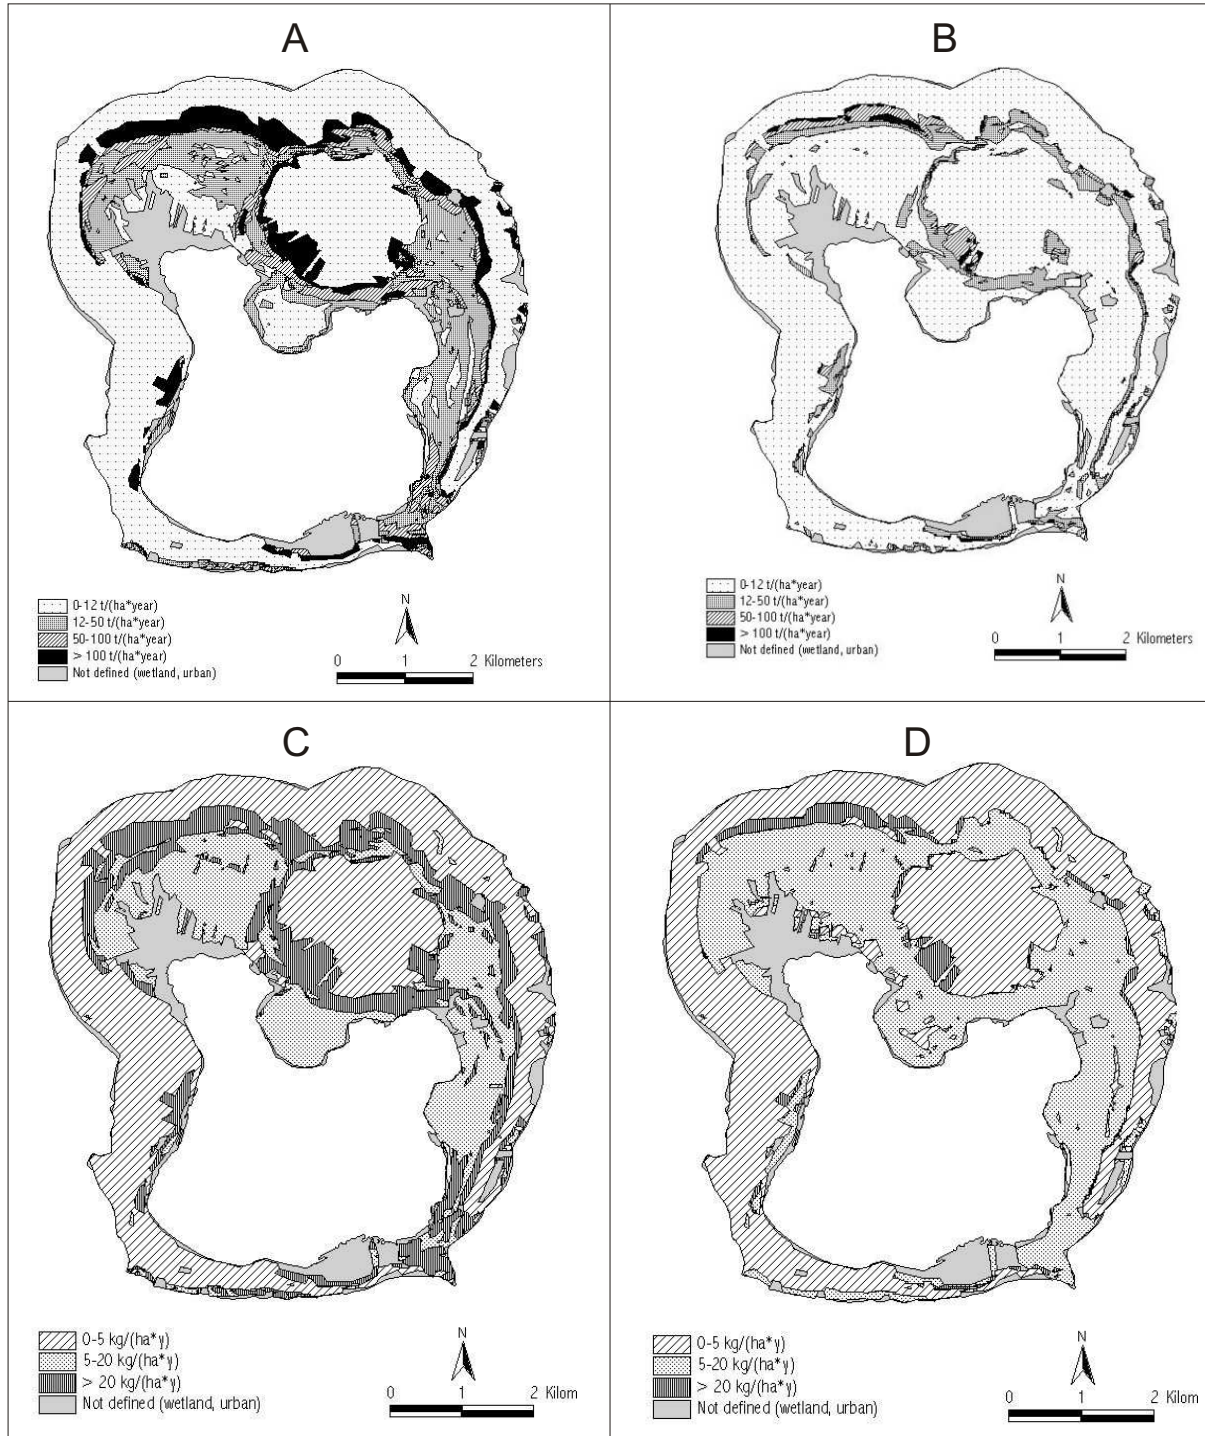 A
0-12 t/(ha*year)
12-50 t/(ha*year)
50-100 t/(ha*year)
> 100 t/(ha*year)
Not defined (wetland, urban)
N
0 1 2 Kilometers
B
0-12 t/(ha*year)
12-50 t/(ha*year)
50-100 t/(ha*year)
> 100 t/(ha*year)
Not defined (wetland, urban)
N
0 1 2 Kilometers
C
0-5 kg/(ha*y)
5-20 kg/(ha*y)
> 20 kg/(ha*y)
Not defined (wetland, urban)
N
0 1 2 Kilom
D
0-5 kg/(ha*y)
5-20 kg/(ha*y)
> 20 kg/(ha*y)
Not defined (wetland, urban)
N
0 1 2 Kilom